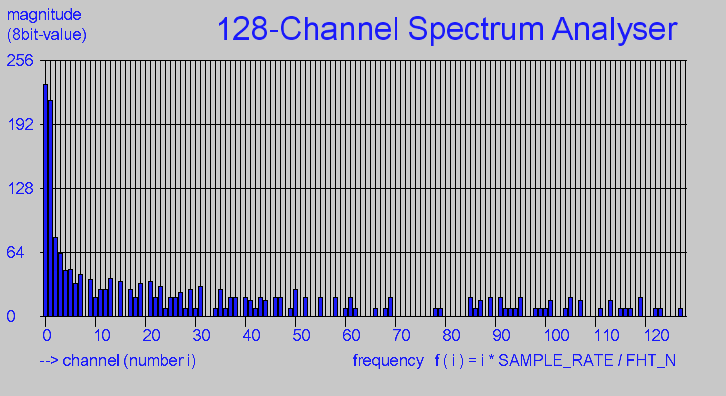 magnitude
(8bit-value)
128-Channel Spectrum Analyser
256
192
128
64
0
0 10 20 30 40 50 60 70 80 90 100 110 120
--> channel (number i)
frequency f ( i ) = i * SAMPLE_RATE / FHT_N